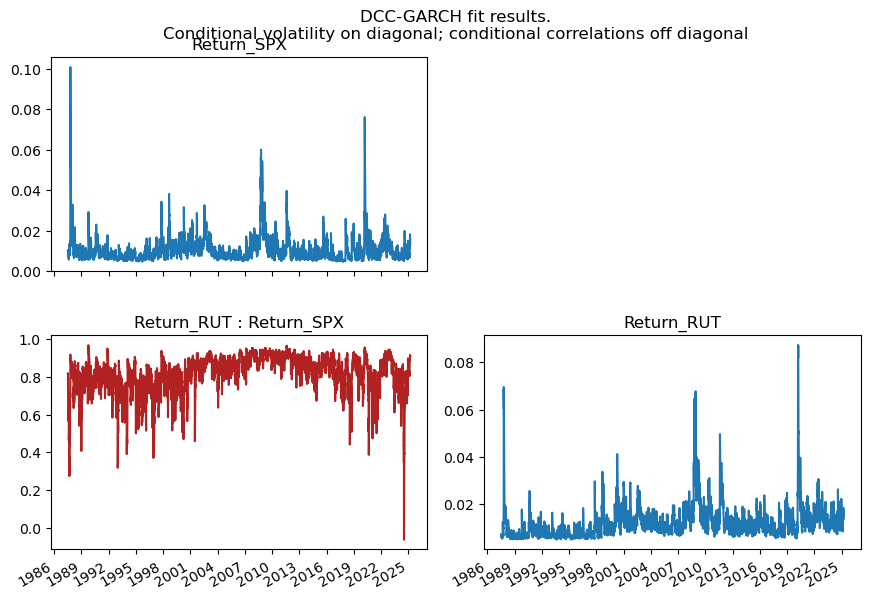 DCC-GARCH fit results.
Conditional volatility on diagonal; conditional correlations off diagonal
Return_SPX
0.10
0.08
0.06
0.04
0.02
0.00
Return_RUT : Return_SPX
1.0
0.8
0.6
0.4
0.2
0.0
1986 1989 1992 1995 1998 2001 2004 2007 2010 2013 2016 2019 2022 2025
Return_RUT
0.08
0.06
0.04
0.02
1986 1989 1992 1995 1998 2001 2004 2007 2010 2013 2016 2019 2022 2025